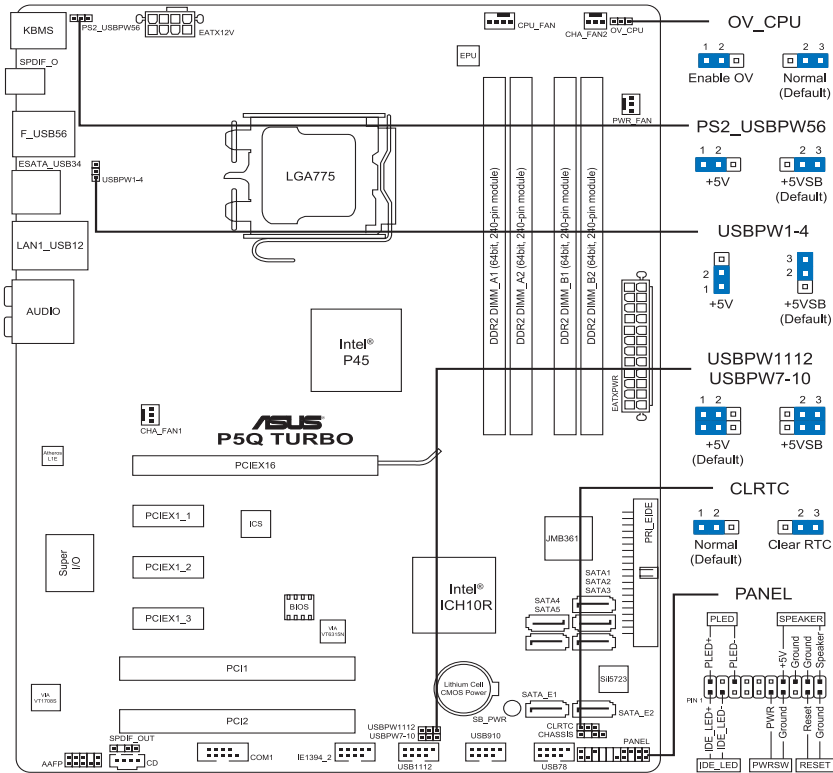 KBMS
PS2_USBPW56
EATX12V
CPU_FAN
CHA_FAN2
OV_CPU
SPDIF_O
EPU
PWR_FAN
F_USB56
ESATA_USB34
USBPW1-4
LGA775
LAN1_USB12
AUDIO
DDR2 DIMM_A1 (64bit, 240-pin module)
DDR2 DIMM_A2 (64bit, 240-pin module)
DDR2 DIMM_B1 (64bit, 240-pin module)
DDR2 DIMM_B2 (64bit, 240-pin module)
EATXPWR
Intel®
P45
CHA_FAN1
ASUS
P5Q TURBO
Atheros
L1E
PCIEX16
PCIEX1_1
ICS
JMB361
PRI_EIDE
Super
I/O
PCIEX1_2
Intel®
ICH10R
SATA1
SATA2
SATA3
SATA4
SATA5
BIOS
PCIEX1_3
VIA
VT6315N
PCI1
Lithium Cell
CMOS Power
Sil5723
VIA
VT1708S
PCI2
SATA_E1
SATA_E2
SB_PWR
USBPW1112
USBPW7-10
CLRTC
CHASSIS
PANEL
SPDIF_OUT
AAFP
CD
COM1
IE1394_2
USB1112
USB910
USB78
OV_CPU
1 2
2 3
Enable OV
Normal
(Default)
PS2_USBPW56
1 2
2 3
+5V
+5VSB
(Default)
USBPW1-4
2
1
3
2
+5V
+5VSB
(Default)
USBPW1112
USBPW7-10
1 2
2 3
+5V
(Default)
+5VSB
CLRTC
1 2
2 3
Normal
(Default)
Clear RTC
PANEL
PLED
SPEAKER
PLED+
PLED-
+5V
Ground
Ground
Speaker
PIN 1
IDE_LED+
IDE_LED-
PWR
Ground
Reset
Ground
IDE_LED
PWRSW
RESET